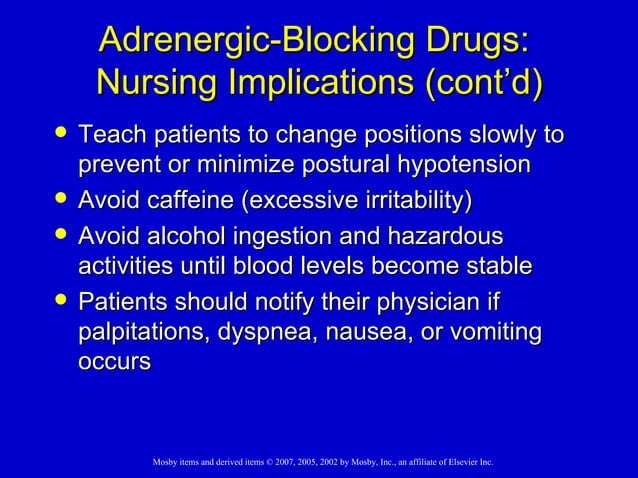 Adrenergic-Blocking Drugs:
Nursing Implications (cont’d)
• Teach patients to change positions slowly to
prevent or minimize postural hypotension
• Avoid caffeine (excessive irritability)
• Avoid alcohol ingestion and hazardous
activities until blood levels become stable
• Patients should notify their physician if
palpitations, dyspnea, nausea, or vomiting
occurs
Mosby items and derived items © 2007, 2005, 2002 by Mosby, Inc., an affiliate of Elsevier Inc.